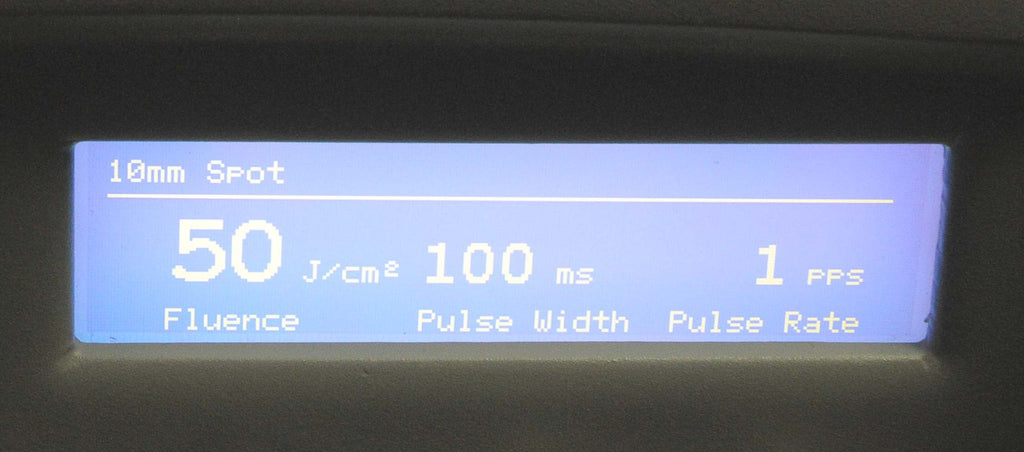 10mm Spot
50 J/cm² 100 ms 1 pps
Fluence Pulse Width Pulse Rate